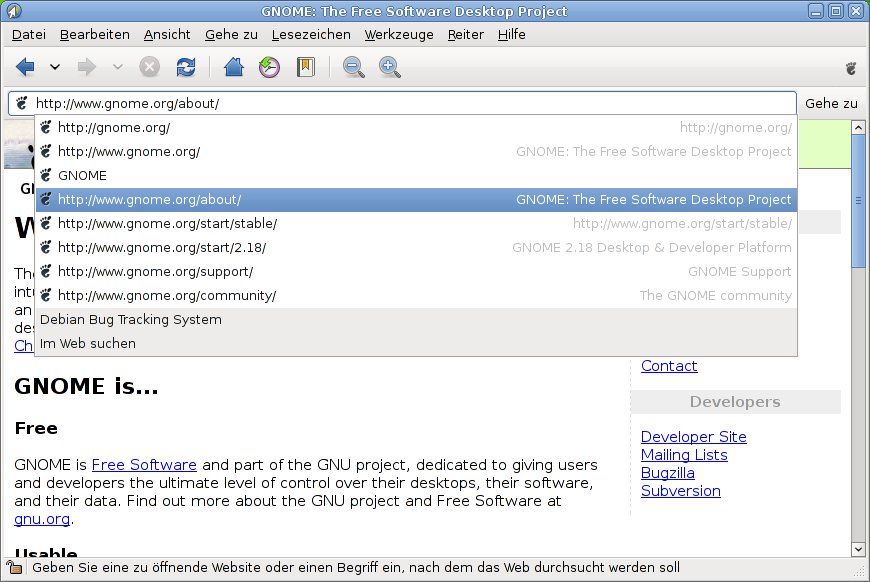 GNOME: The Free Software Desktop Project
Datei Bearbeiten Ansicht Gehe zu Lesezeichen Werkzeuge Reiter Hilfe
http://www.gnome.org/about/ Gehe zu
http://gnome.org/ http://gnome.org/
http://www.gnome.org/ GNOME: The Free Software Desktop Project
GNOME
http://www.gnome.org/about/ GNOME: The Free Software Desktop Project
http://www.gnome.org/start/stable/ http://www.gnome.org/start/stable/
http://www.gnome.org/start/2.18/ GNOME 2.18 Desktop & Developer Platform
http://www.gnome.org/support/ GNOME Support
http://www.gnome.org/community/ The GNOME community
Debian Bug Tracking System
Im Web suchen
Contact
GNOME is...
Developers
Free
Developer Site
Mailing Lists
Bugzilla
Subversion
GNOME is Free Software and part of the GNU project, dedicated to giving users
and developers the ultimate level of control over their desktops, their software,
and their data. Find out more about the GNU project and Free Software at
gnu.org.
Usable
Geben Sie eine zu öffnende Website oder einen Begriff ein, nach dem das Web durchsucht werden soll